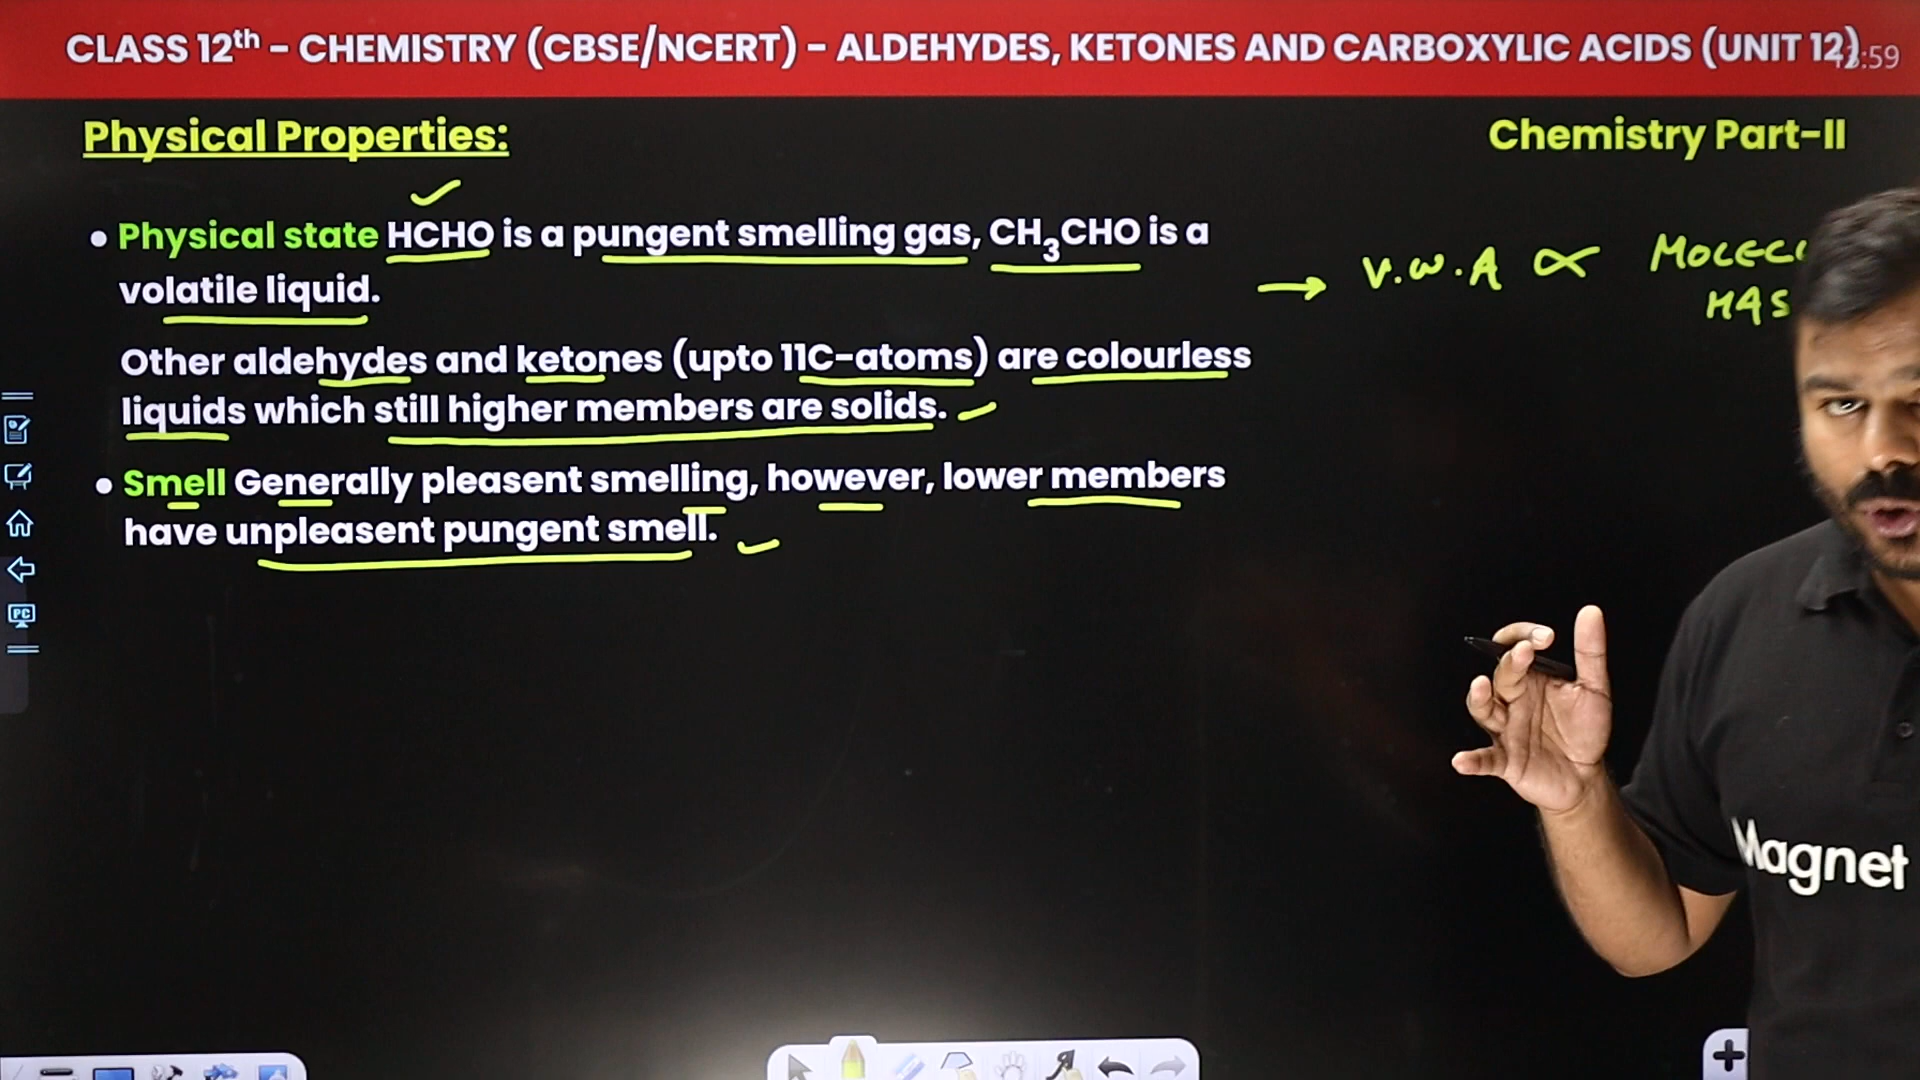 CLASS 12th – CHEMISTRY (CBSE/NCERT) – ALDEHYDES, KETONES AND CARBOXYLIC ACIDS (UNIT 12)
:59
Physical Properties:
Chemistry Part-II
• Physical state HCHO is a pungent smelling gas, CH3CHO is a
volatile liquid.
→ V.W.A ∝
Other aldehydes and ketones (upto 11C-atoms) are colourless
liquids which still higher members are solids.
• Smell Generally pleasent smelling, however, lower members
have unpleasent pungent smell.
PC
Magnet